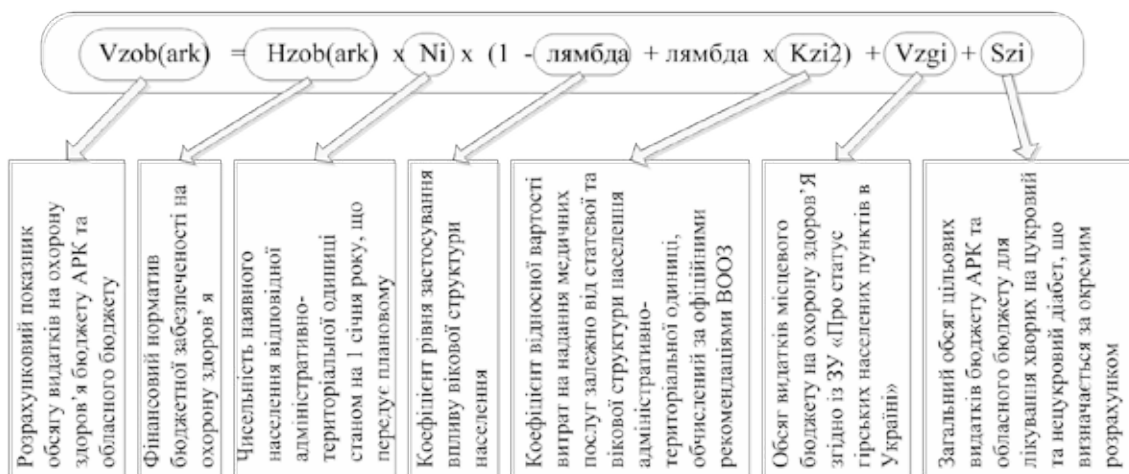 Vzob(ark) = Hzob(ark) x Ni x (1 - лямбда + лямбда x Kzi2) + Vzgi + Szi
Розрахунковий показник
обсягу видатків на охорону
здоров'я бюджету АРК та
обласного бюджету
Фінансовий норматив
бюджетної забезпеченості на
охорону здоров'я
Чисельність наявного
населення відповідної
адміністративно-
територіальної одиниці
станом на 1 січня року, що
передує плановому
Коефіцієнт рівня застосування
впливу вікової структури
населення
Коефіцієнт відносної вартості
витрат на надання медичних
послуг залежно від статевої та
вікової структури населення
адміністративно-
територіальної одиниці,
обчислений за офіційними
рекомендаціями ВООЗ
Обсяг видатків місцевого
бюджету на охорону здоров'Я
згідно із ЗУ «Про статус
гірських населених пунктів в
Україні»
Загальний обсяг цільових
видатків бюджету АРК та
обласного бюджету для
лікування хворих на цукровий
та нецукровий діабет, що
визначається за окремим
розрахунком